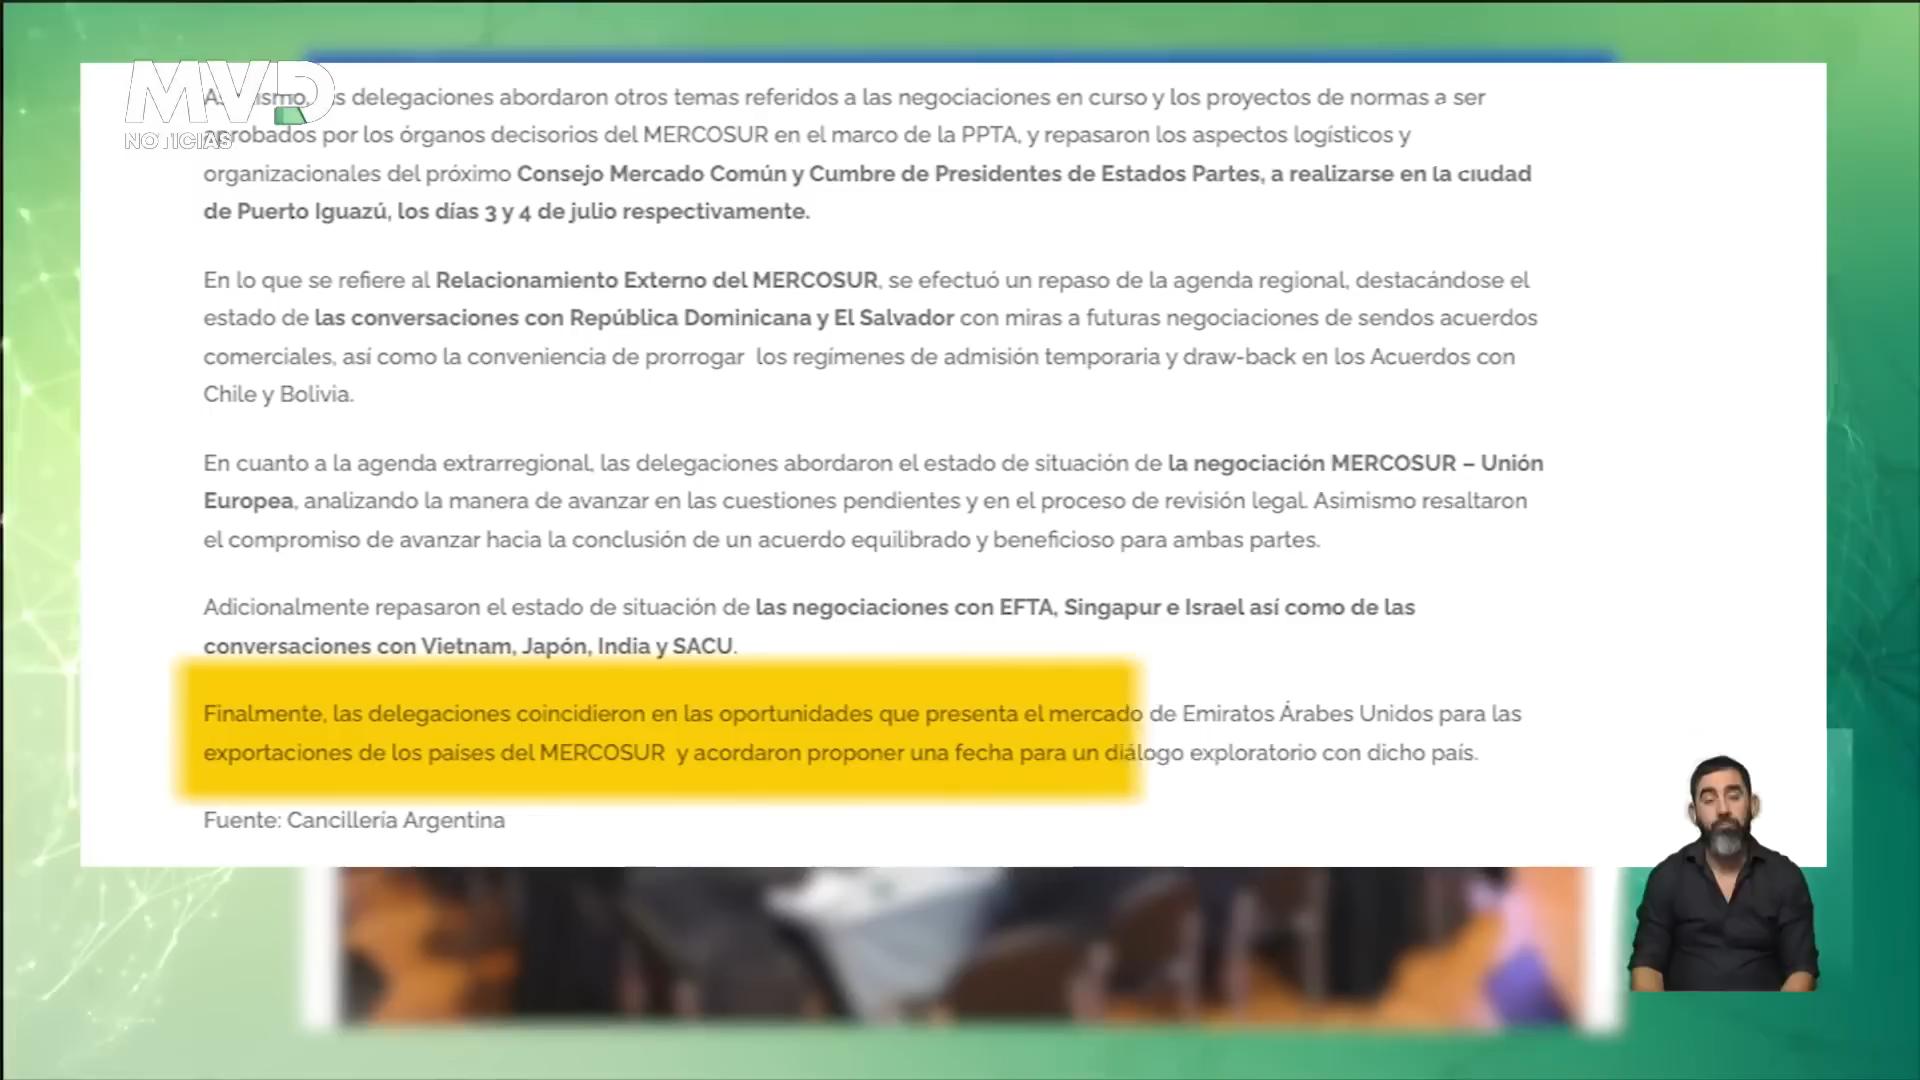 MVD
NOTICIAS
delegaciones abordaron otros temas referidos a las negociaciones en curso y los proyectos de normas a ser
aprobados por los órganos decisorios del MERCOSUR en el marco de la PPTA, y repasaron los aspectos logísticos y
organizacionales del próximo Consejo Mercado Común y Cumbre de Presidentes de Estados Partes, a realizarse en la ciudad
de Puerto Iguazú, los días 3 y 4 de julio respectivamente.
En lo que se refiere al Relacionamiento Externo del MERCOSUR, se efectuó un repaso de la agenda regional, destacándose el
estado de las conversaciones con República Dominicana y El Salvador con miras a futuras negociaciones de sendos acuerdos
comerciales, así como la conveniencia de prorrogar los regímenes de admisión temporaria y draw-back en los Acuerdos con
Chile y Bolivia.
En cuanto a la agenda extrarregional, las delegaciones abordaron el estado de situación de la negociación MERCOSUR – Unión
Europea, analizando la manera de avanzar en las cuestiones pendientes y en el proceso de revisión legal. Asimismo resaltaron
el compromiso de avanzar hacia la conclusión de un acuerdo equilibrado y beneficioso para ambas partes.
Adicionalmente repasaron el estado de situación de las negociaciones con EFTA, Singapur e Israel así como de las
conversaciones con Vietnam, Japón, India y SACU.
Finalmente, las delegaciones coincidieron en las oportunidades que presenta el mercado de Emiratos Árabes Unidos para las
exportaciones de los países del MERCOSUR y acordaron proponer una fecha para un diálogo exploratorio con dicho país.
Fuente: Cancillería Argentina